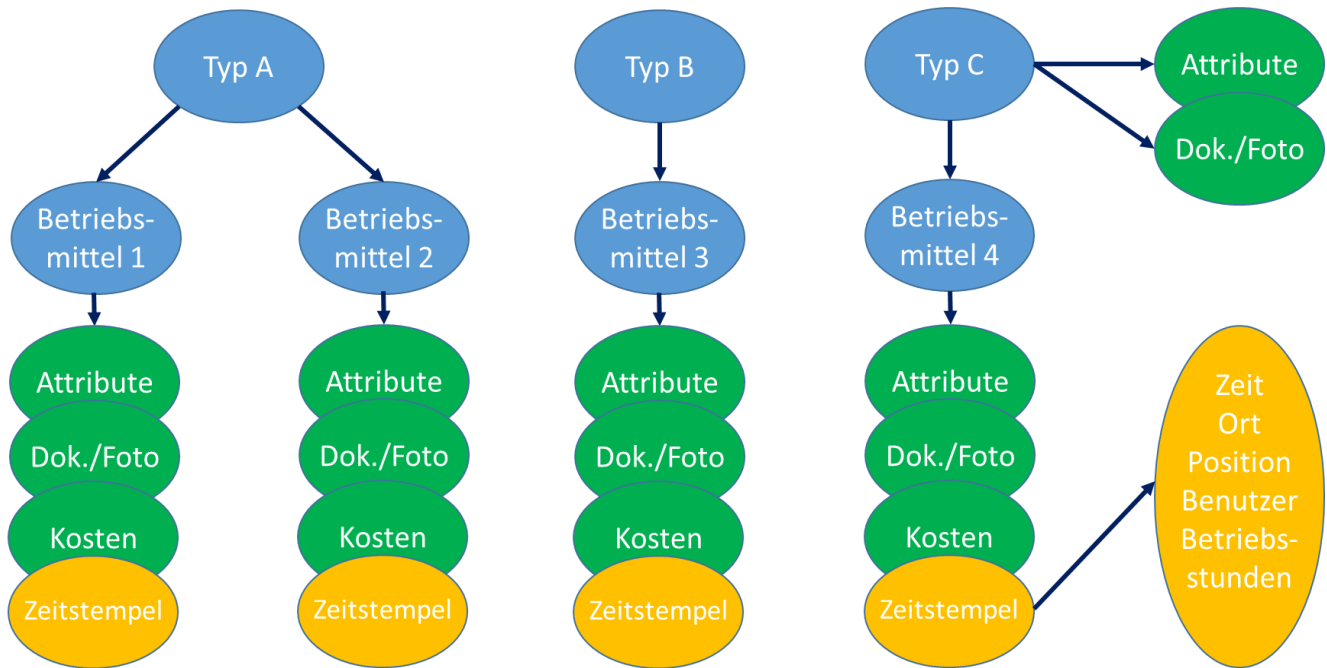 Typ A
Typ B
Typ C
Attribute
Dok./Foto
Betriebs-
mittel 1
Betriebs-
mittel 2
Betriebs-
mittel 3
Betriebs-
mittel 4
Attribute
Dok./Foto
Kosten
Zeitstempel
Attribute
Dok./Foto
Kosten
Zeitstempel
Attribute
Dok./Foto
Kosten
Zeitstempel
Attribute
Dok./Foto
Kosten
Zeitstempel
Zeit
Ort
Position
Benutzer
Betriebs-
stunden